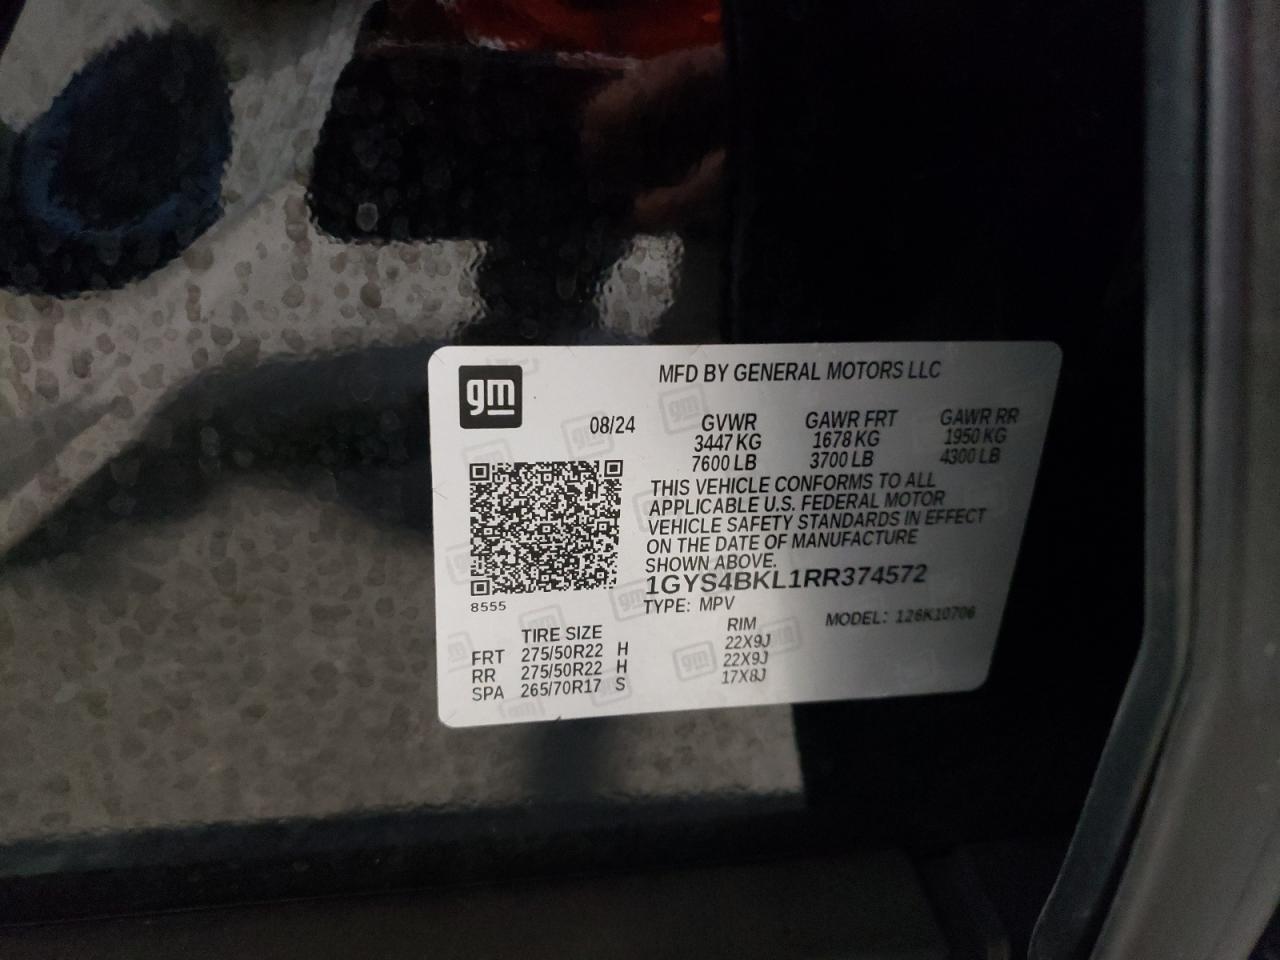 gm
MFD BY GENERAL MOTORS LLC
08/24 GVWR GAWR FRT GAWR RR
3447 KG 1678 KG 1950 KG
7600 LB 3700 LB 4300 LB
THIS VEHICLE CONFORMS TO ALL
APPLICABLE U.S. FEDERAL MOTOR
VEHICLE SAFETY STANDARDS IN EFFECT
ON THE DATE OF MANUFACTURE
SHOWN ABOVE.
1GYS4BKL1RR374572
8555
TYPE: MPV MODEL: 126K10706
TIRE SIZE RIM
FRT 275/50R22 H 22X9J
RR 275/50R22 H 22X9J
SPA 265/70R17 S 17X8J